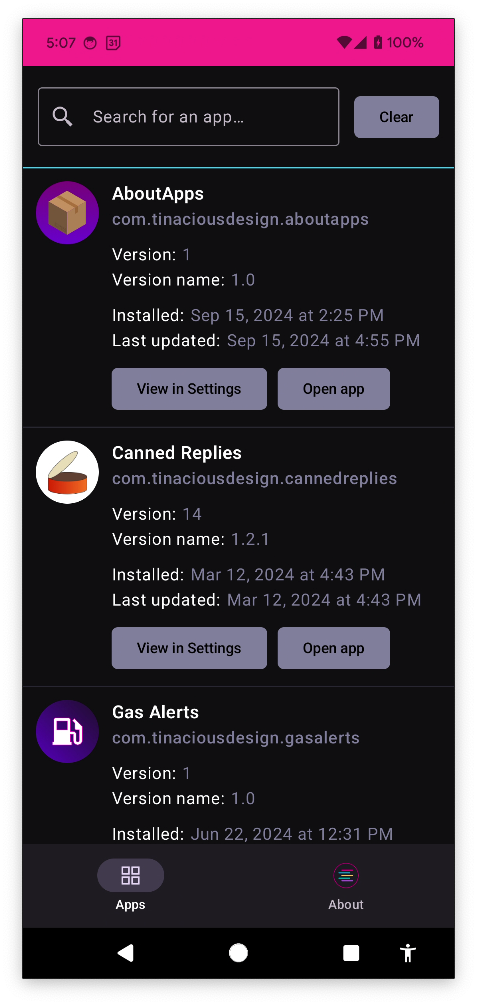 5:07 31 100%
Search for an app… Clear
AboutApps
com.tinaciousdesign.aboutapps
Version: 1
Version name: 1.0
Installed: Sep 15, 2024 at 2:25 PM
Last updated: Sep 15, 2024 at 4:55 PM
View in Settings Open app
Canned Replies
com.tinaciousdesign.cannedreplies
Version: 14
Version name: 1.2.1
Installed: Mar 12, 2024 at 4:43 PM
Last updated: Mar 12, 2024 at 4:43 PM
View in Settings Open app
Gas Alerts
com.tinaciousdesign.gasalerts
Version: 1
Version name: 1.0
Installed: Jun 22, 2024 at 12:31 PM
Apps About